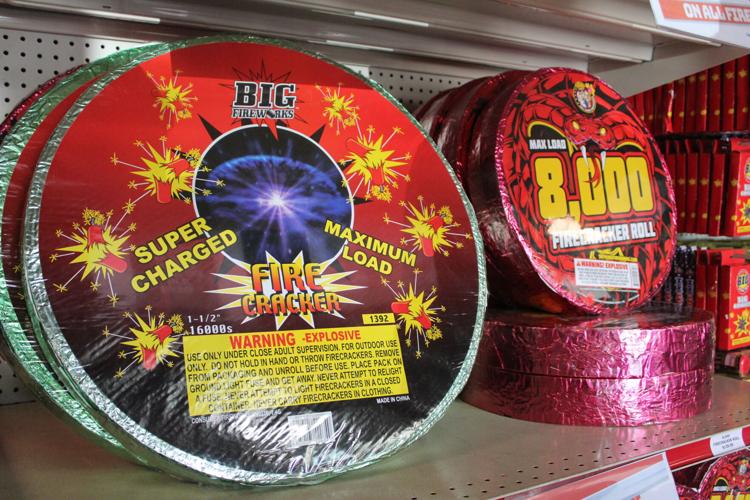 ON ALL FIRE
BIG
FIREWORKS
SUPER
CHARGED
MAXIMUM
LOAD
FIRE
CRACKER
1-1/2"
16000s
1392
WARNING -EXPLOSIVE
USE ONLY UNDER CLOSE ADULT SUPERVISION. FOR OUTDOOR USE
ONLY. DO NOT HOLD IN HAND OR THROW FIRECRACKERS. REMOVE
FROM PACKAGING AND UNROLL BEFORE USE. PLACE PACK ON
GROUND. LIGHT FUSE AND GET AWAY. NEVER ATTEMPT TO RELIGHT
A FUSE. NEVER ATTEMPT TO LIGHT FIRECRACKERS IN A CLOSED
CONTAINER. NEVER CARRY FIRECRACKERS IN CLOTHING.
MADE IN CHINA
MAX LOAD
8,000
FIRECRACKER ROLL
WARNING: EXPLOSIVE
FIRECRACKER ROLL